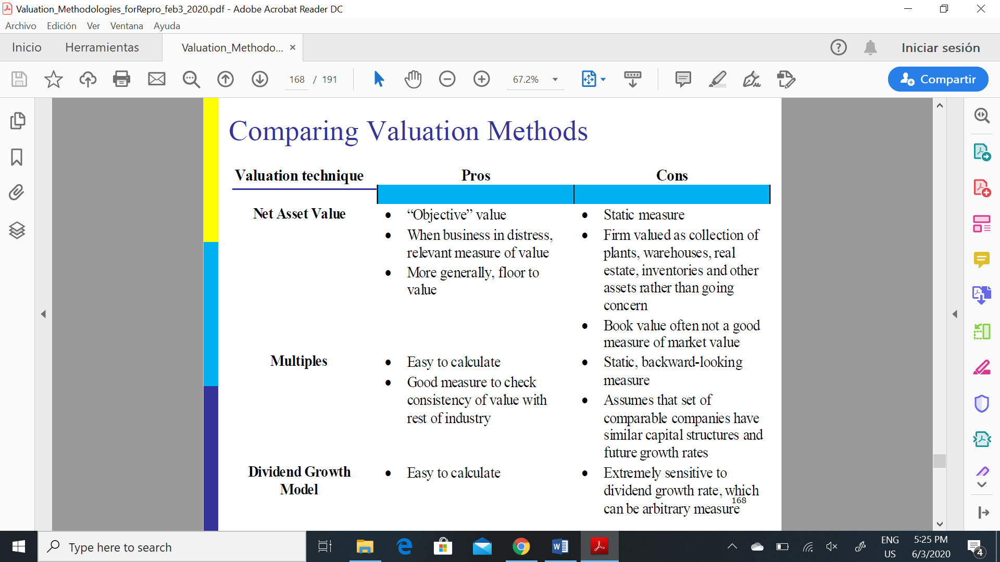 Valuation_Methodologies_forRepro_feb3_2020.pdf - Adobe Acrobat Reader DC
Archivo Edición Ver Ventana Ayuda
Inicio Herramientas Valuation_Methodo... × Iniciar sesión
168 / 191 67.2% Compartir
Comparing Valuation Methods
Valuation technique Pros Cons
Net Asset Value
• “Objective” value
• When business in distress,
relevant measure of value
• More generally, floor to
value
• Static measure
• Firm valued as collection of
plants, warehouses, real
estate, inventories and other
assets rather than going
concern
• Book value often not a good
measure of market value
Multiples
• Easy to calculate
• Good measure to check
consistency of value with
rest of industry
• Static, backward-looking
measure
• Assumes that set of
comparable companies have
similar capital structures and
future growth rates
Dividend Growth
Model
• Easy to calculate
• Extremely sensitive to
dividend growth rate, which
can be arbitrary measure
168
Type here to search
ENG
US
5:25 PM
6/3/2020
4